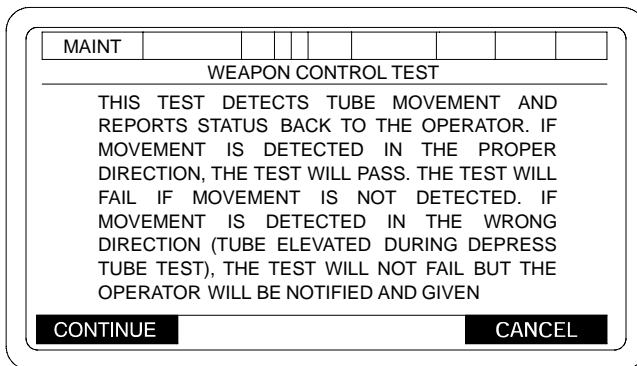 MAINT
WEAPON CONTROL TEST
THIS TEST DETECTS TUBE MOVEMENT AND
REPORTS STATUS BACK TO THE OPERATOR. IF
MOVEMENT IS DETECTED IN THE PROPER
DIRECTION, THE TEST WILL PASS. THE TEST WILL
FAIL IF MOVEMENT IS NOT DETECTED. IF
MOVEMENT IS DETECTED IN THE WRONG
DIRECTION (TUBE ELEVATED DURING DEPRESS
TUBE TEST), THE TEST WILL NOT FAIL BUT THE
OPERATOR WILL BE NOTIFIED AND GIVEN
CONTINUE CANCEL